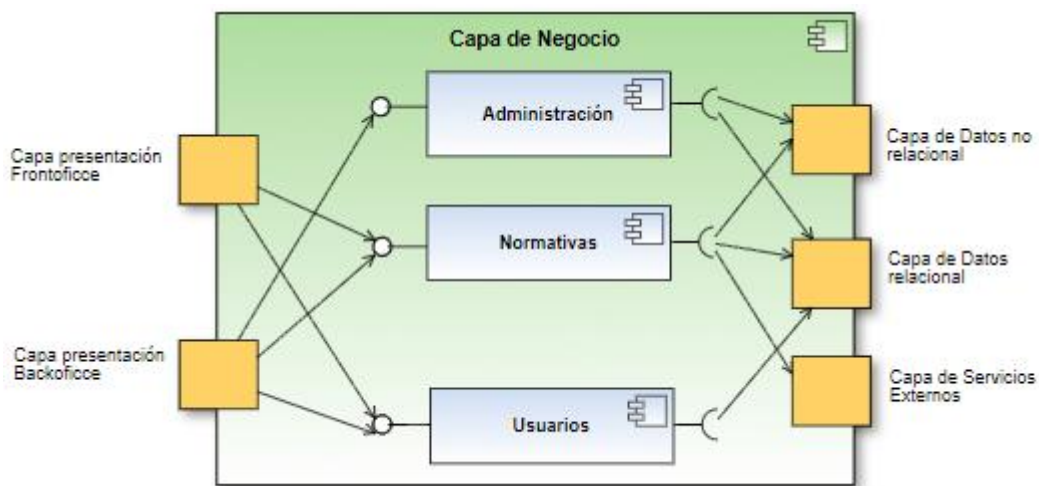 Capa de Negocio
Administración
Capa presentación
Frontoficce
Capa de Datos no
relacional
Normativas
Capa de Datos
relacional
Capa presentación
Backoficce
Capa de Servicios
Externos
Usuarios